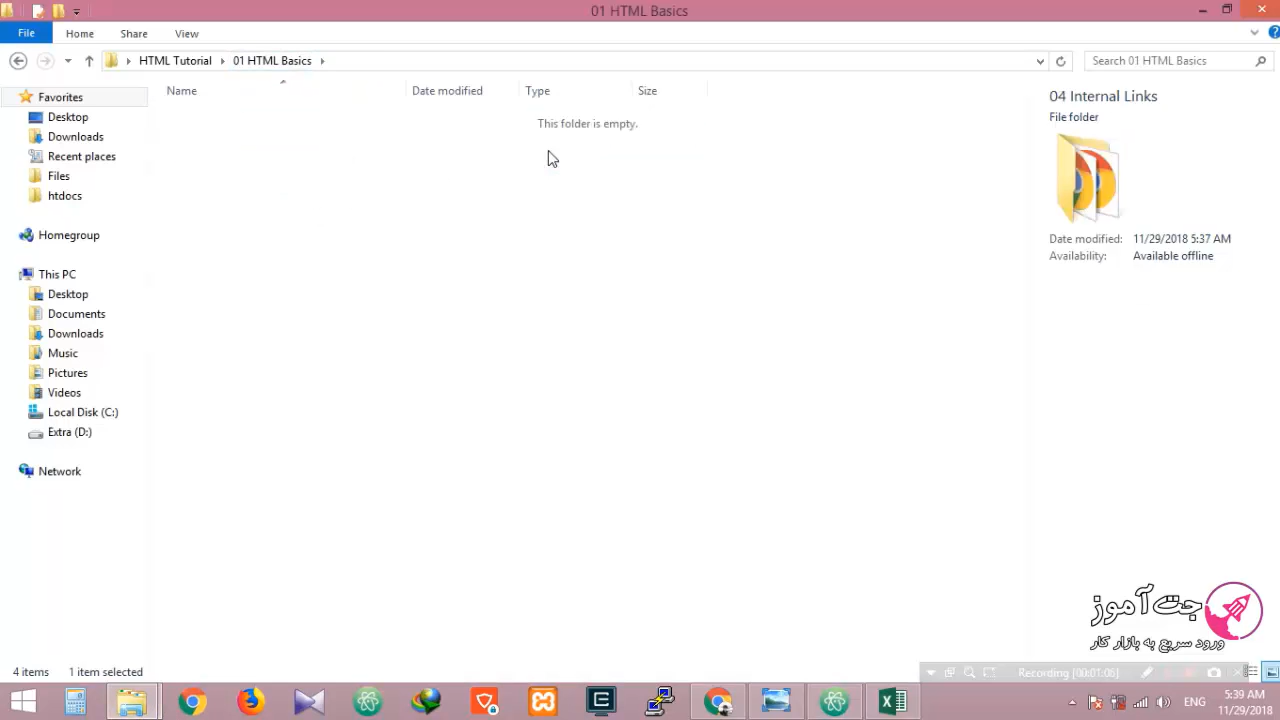 01 HTML Basics
File Home Share View
HTML Tutorial 01 HTML Basics
Search 01 HTML Basics
Name Date modified Type Size
This folder is empty.
Favorites
Desktop
Downloads
Recent places
Files
htdocs
Homegroup
This PC
Desktop
Documents
Downloads
Music
Pictures
Videos
Local Disk (C:)
Extra (D:)
Network
04 Internal Links
File folder
Date modified: 11/29/2018 5:37 AM
Availability: Available offline
جت آموز
ورود سریع به بازار کار
4 items 1 item selected
Recording [00:01:06]
ENG
5:39 AM
11/29/2018